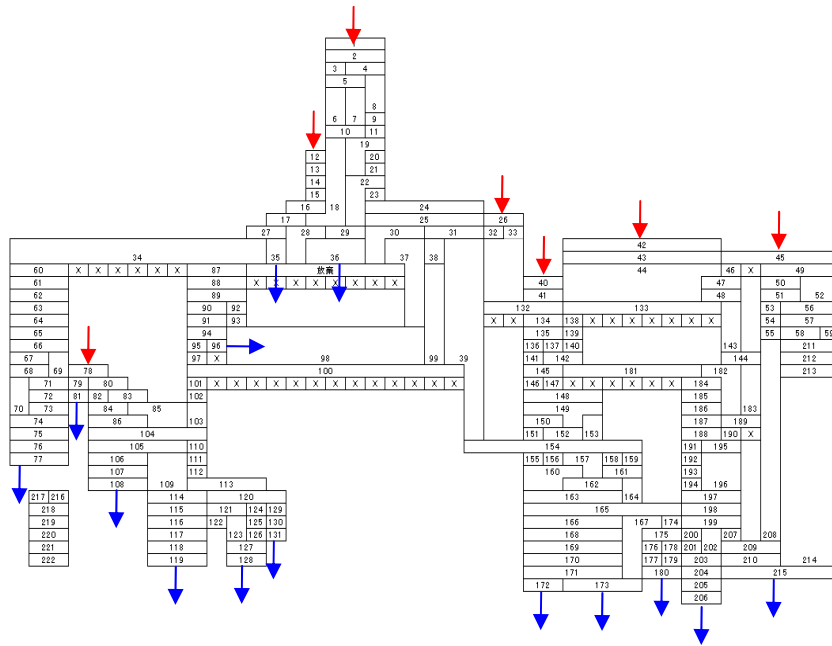 2
3 4
5
8
6 7 9
10 11
19
12 20
13 21
14 22
15 23
16 18 24
17 25 26
27 28 29 30 31 32 33
42
34 35 36 37 38 43 45
60 X X X X X X 87 放棄 44 46 X 49
61 88 X X X X X X X X 40 47 50
62 89 41 48 51 52
63 90 92 132 133 53 56
64 91 93 X X 134 138 X X X X X X X 54 57
65 94 135 139 55 58 59
66 95 96 136 137 140 143 211
67 97 X 98 99 39 141 142 144 212
68 69 78 100 145 181 182 213
71 79 80 101 X X X X X X X X X X X X X 146 147 X X X X X X 184
72 81 82 83 102 148 185
70 73 84 85 149 186 183
74 86 103 150 187 189
75 104 151 152 153 188 190 X
76 105 110 154 191 195
77 106 111 155 156 157 158 159 192
107 112 160 161 193
108 109 113 162 194 196
217 216 114 120 163 164 197
218 115 121 124 129 165 198
219 116 122 125 130 166 167 174 199
220 117 123 126 131 168 175 200 207 208
221 118 127 169 176 178 201 202 209
222 119 128 170 177 179 203 210 214
171 180 204 215
172 173 205
206